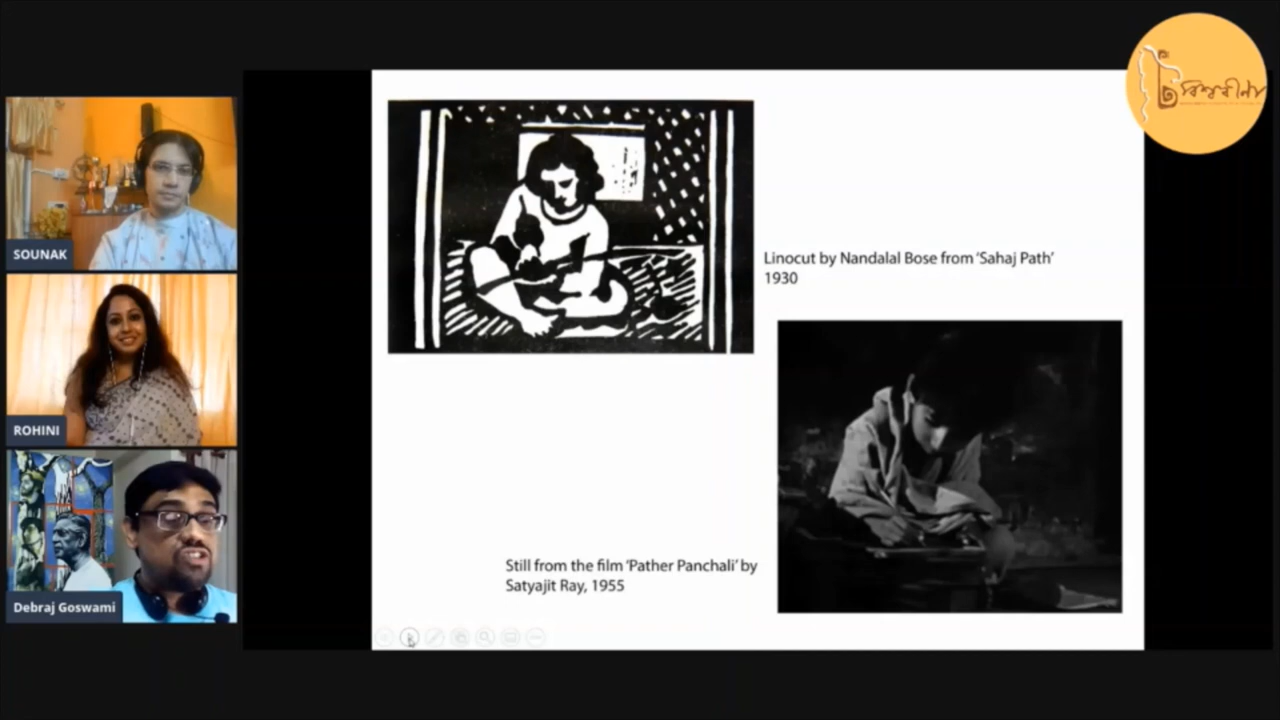 SOUNAK
ROHINI
Debraj Goswami
Linocut by Nandalal Bose from ‘Sahaj Path’
1930
Still from the film ‘Pather Panchali’ by
Satyajit Ray, 1955